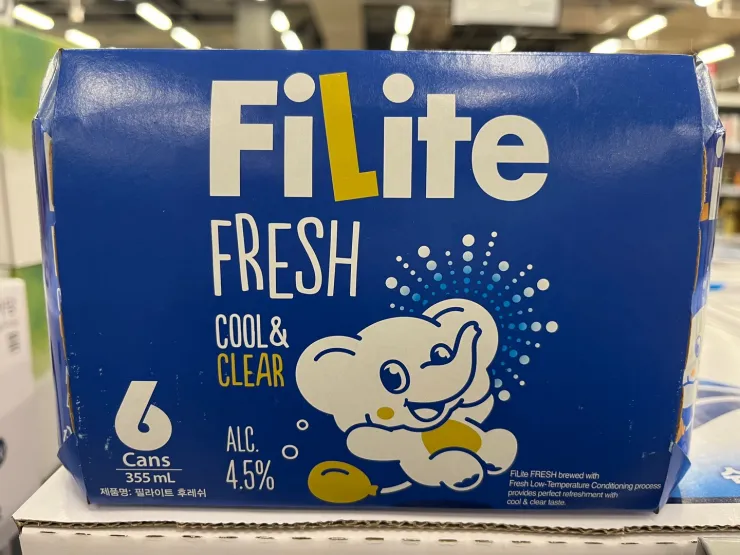 FiLite
FRESH
COOL &
CLEAR
6
Cans
355 mL
ALC.
4.5%
제품명: 필라이트 후레쉬
FiLite FRESH brewed with
Fresh Low-Temperature Conditioning process
provides perfect refreshment with
cool & clear taste.